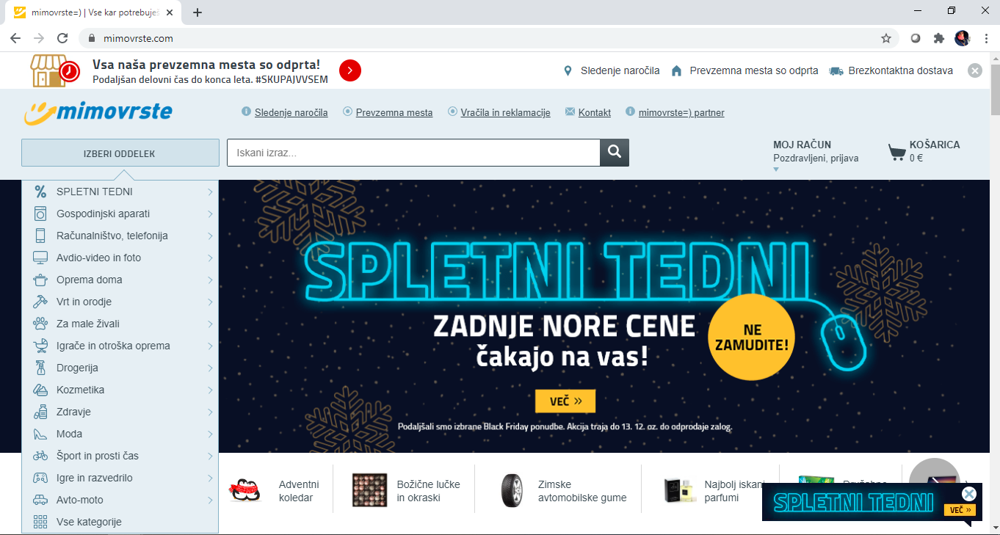 mimovrste=) | Vse kar potrebuješ
mimovrste.com
Vsa naša prevzemna mesta so odprta!
Podaljšan delovni čas do konca leta. #SKUPAJVVSEM
Sledenje naročilа
Prevzemna mesta so odprta
Brezkontaktna dostava
mimovrste
Sledenje naročila
Prevzemna mesta
Vračila in reklamacije
Kontakt
mimovrste=) partner
IZBERI ODDELEK
Iskani izraz...
MOJ RAČUN
Pozdravljeni, prijava
KOŠARICA
0 €
SPLETNI TEDNI
Gospodinjski aparati
Računalništvo, telefonija
Avdio-video in foto
Oprema doma
Vrt in orodje
Za male živali
Igrače in otroška oprema
Drogerija
Kozmetika
Zdravje
Moda
Šport in prosti čas
Igre in razvedrilo
Avto-moto
Vse kategorije
SPLETNI TEDNI
ZADNJE NORE CENE
čakajo na vas!
NE
ZAMUDITE!
VEČ »
Podaljšali smo izbrane Black Friday ponudbe. Akcija traja do 13. 12. oz. do odprodaje zalog.
Adventni
koledar
Božične lučke
in okraski
Zimske
avtomobilske gume
Najbolj iskani
parfumi
SPLETNI TEDNI
VEČ »